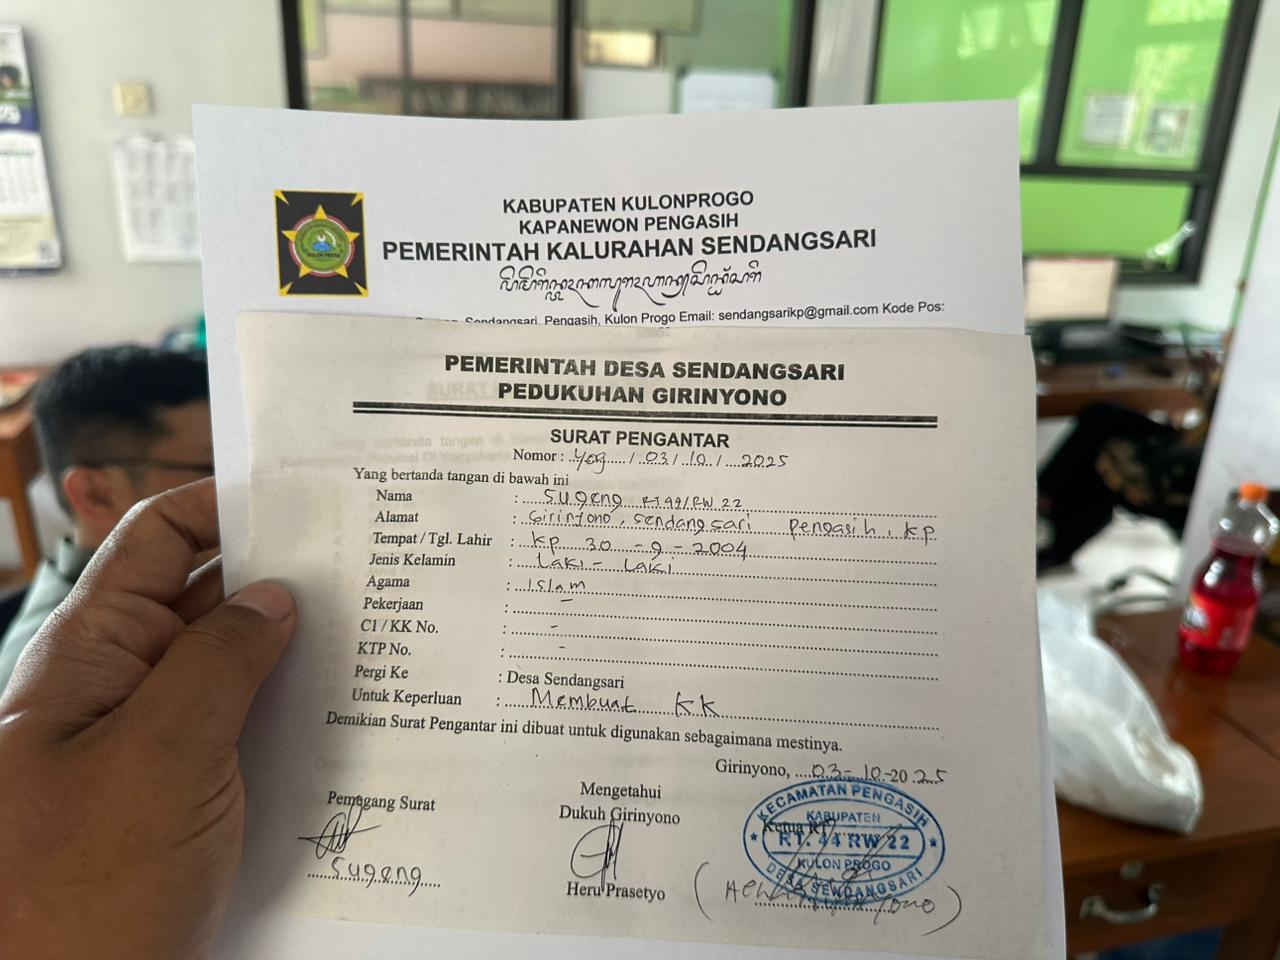 KABUPATEN KULONPROGO
KAPANEWON PENGASIH
PEMERINTAH KALURAHAN SENDANGSARI
Sendangsari, Pengasih, Kulon Progo Email: sendangsarikp@gmail.com Kode Pos:
PEMERINTAH DESA SENDANGSARI
PEDUKUHAN GIRINYONO
SURAT PENGANTAR
Nomor : / 03 / 10 / 2025
Yang bertanda tangan di bawah ini
Nama : Sugeng RT 44/RW 22
Alamat : Girinyono, Sendangsari Pengasih, KP
Tempat / Tgl. Lahir : KP 30 - 9 - 2004
Jenis Kelamin : Laki - Laki
Agama : Islam
Pekerjaan : -
C1 / KK No. : -
KTP No. : -
Pergi Ke : Desa Sendangsari
Untuk Keperluan : Membuat KK
Demikian Surat Pengantar ini dibuat untuk digunakan sebagaimana mestinya.
Girinyono, 03-10-2025
Pemegang Surat
Sugeng
Mengetahui
Dukuh Girinyono
Heru Prasetyo
Ketua RT
KECAMATAN PENGASIH
KABUPATEN
RT. 44 RW 22
KULON PROGO
DESA SENDANGSARI